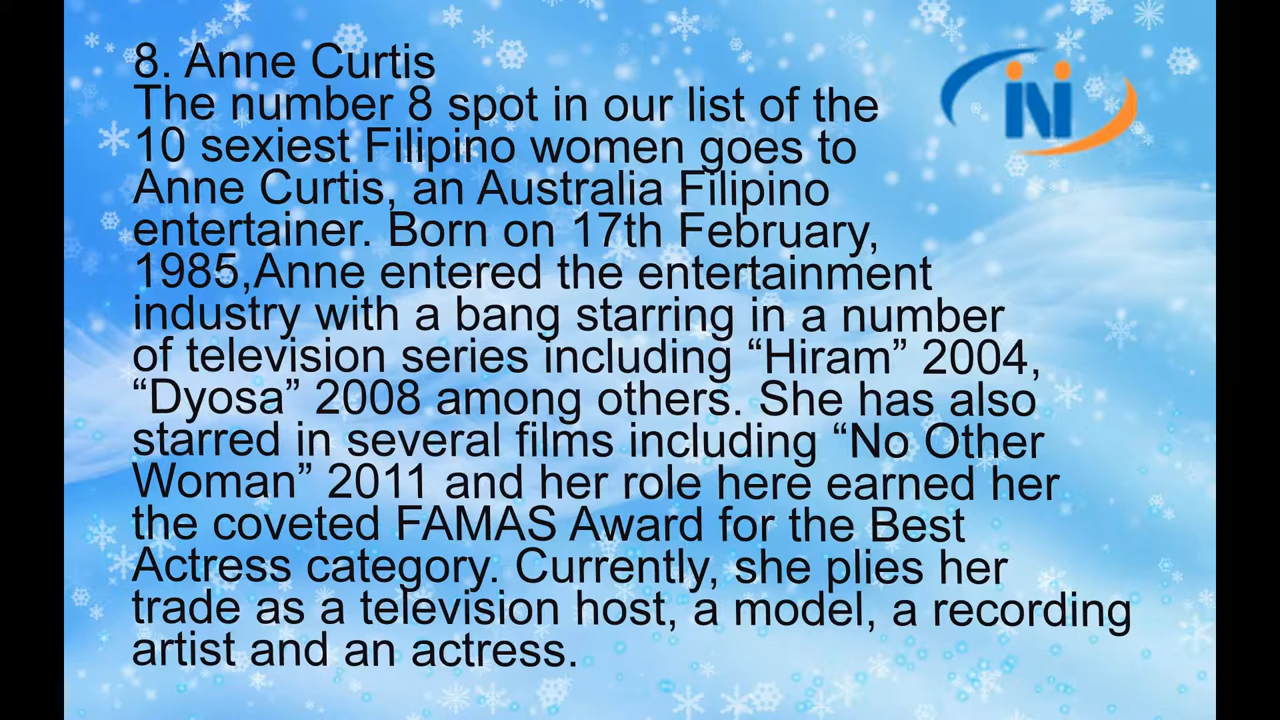 8. Anne Curtis
The number 8 spot in our list of the
10 sexiest Filipino women goes to
Anne Curtis, an Australia Filipino
entertainer. Born on 17th February,
1985,Anne entered the entertainment
industry with a bang starring in a number
of television series including “Hiram” 2004,
“Dyosa” 2008 among others. She has also
starred in several films including “No Other
Woman” 2011 and her role here earned her
the coveted FAMAS Award for the Best
Actress category. Currently, she plies her
trade as a television host, a model, a recording
artist and an actress.
iNi